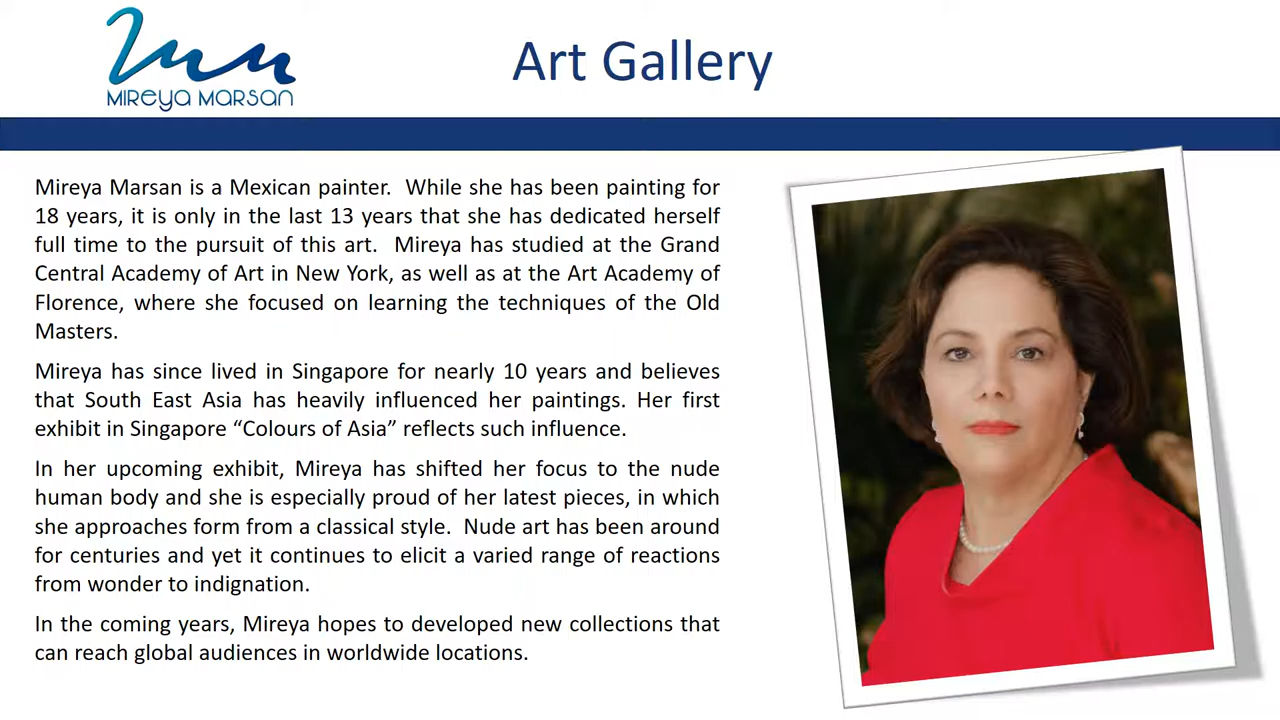 MIREYA MARSAN
Art Gallery
Mireya Marsan is a Mexican painter. While she has been painting for
18 years, it is only in the last 13 years that she has dedicated herself
full time to the pursuit of this art. Mireya has studied at the Grand
Central Academy of Art in New York, as well as at the Art Academy of
Florence, where she focused on learning the techniques of the Old
Masters.
Mireya has since lived in Singapore for nearly 10 years and believes
that South East Asia has heavily influenced her paintings. Her first
exhibit in Singapore “Colours of Asia” reflects such influence.
In her upcoming exhibit, Mireya has shifted her focus to the nude
human body and she is especially proud of her latest pieces, in which
she approaches form from a classical style. Nude art has been around
for centuries and yet it continues to elicit a varied range of reactions
from wonder to indignation.
In the coming years, Mireya hopes to developed new collections that
can reach global audiences in worldwide locations.